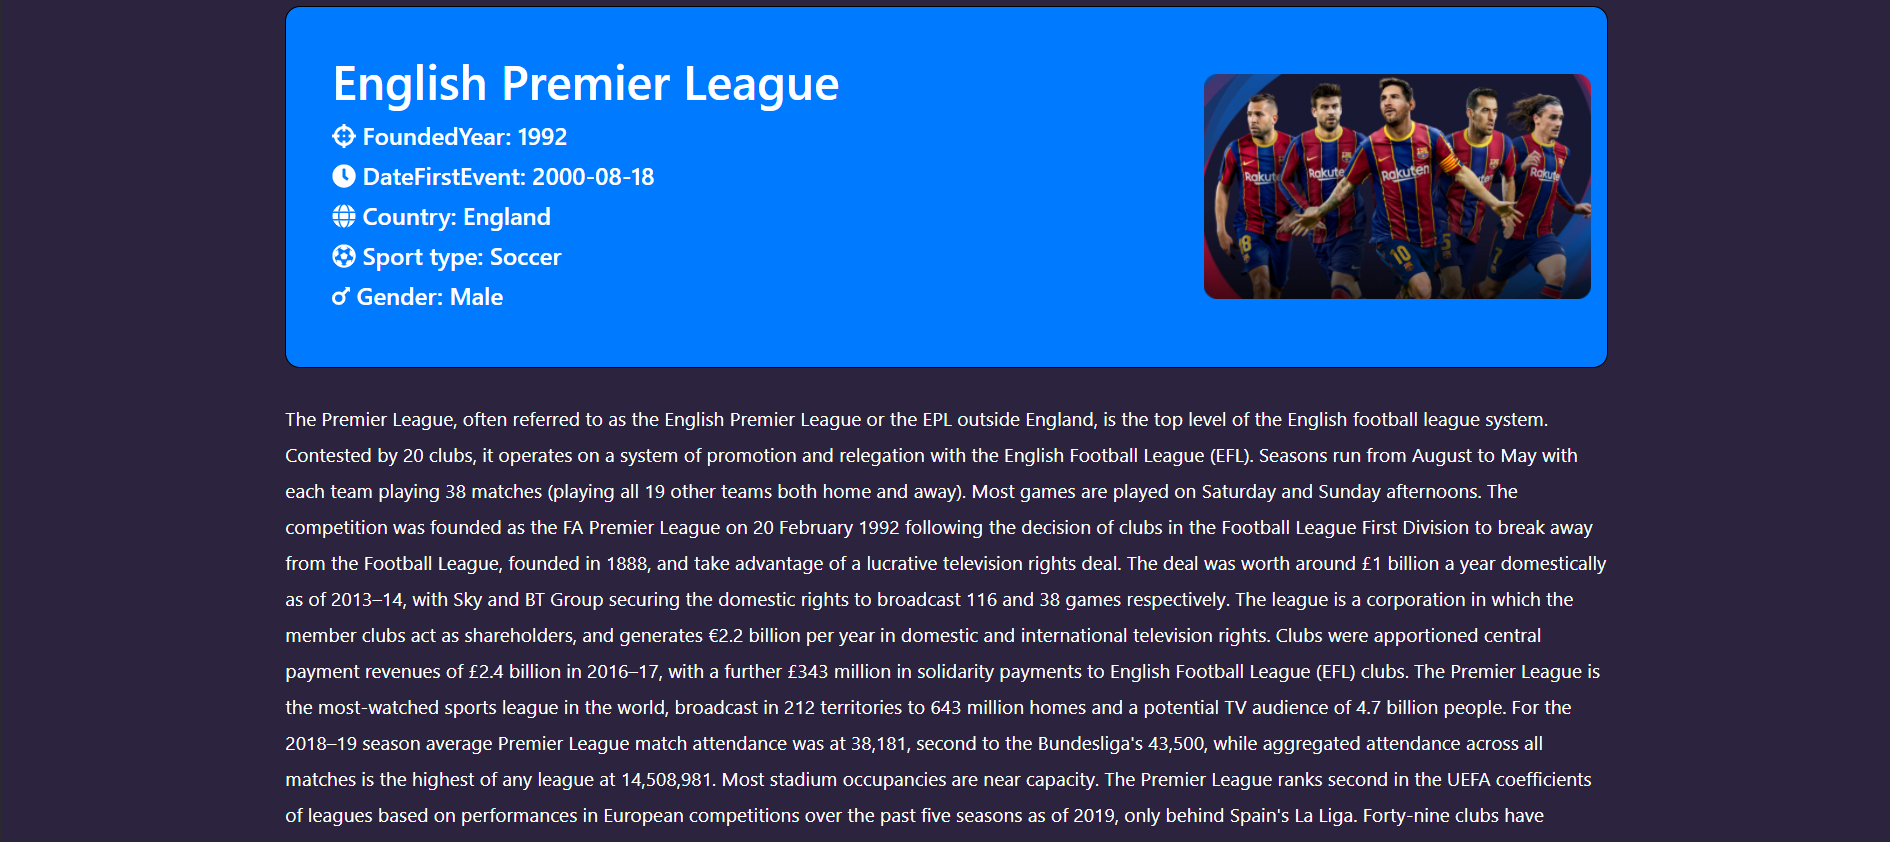 English Premier League
FoundedYear: 1992
DateFirstEvent: 2000-08-18
Country: England
Sport type: Soccer
Gender: Male
Rakuten
Rakuten
Rakuten
Rakuten
Raku
18
10
5
7
The Premier League, often referred to as the English Premier League or the EPL outside England, is the top level of the English football league system.
Contested by 20 clubs, it operates on a system of promotion and relegation with the English Football League (EFL). Seasons run from August to May with
each team playing 38 matches (playing all 19 other teams both home and away). Most games are played on Saturday and Sunday afternoons. The
competition was founded as the FA Premier League on 20 February 1992 following the decision of clubs in the Football League First Division to break away
from the Football League, founded in 1888, and take advantage of a lucrative television rights deal. The deal was worth around £1 billion a year domestically
as of 2013–14, with Sky and BT Group securing the domestic rights to broadcast 116 and 38 games respectively. The league is a corporation in which the
member clubs act as shareholders, and generates €2.2 billion per year in domestic and international television rights. Clubs were apportioned central
payment revenues of £2.4 billion in 2016–17, with a further £343 million in solidarity payments to English Football League (EFL) clubs. The Premier League is
the most-watched sports league in the world, broadcast in 212 territories to 643 million homes and a potential TV audience of 4.7 billion people. For the
2018–19 season average Premier League match attendance was at 38,181, second to the Bundesliga's 43,500, while aggregated attendance across all
matches is the highest of any league at 14,508,981. Most stadium occupancies are near capacity. The Premier League ranks second in the UEFA coefficients
of leagues based on performances in European competitions over the past five seasons as of 2019, only behind Spain's La Liga. Forty-nine clubs have